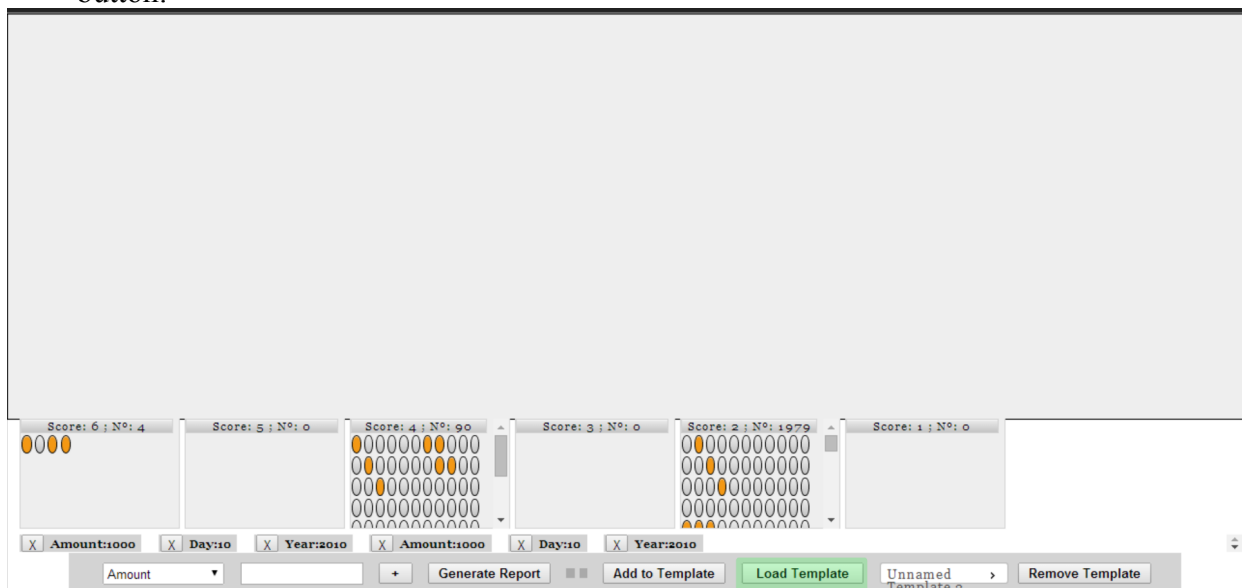 button.
Score: 6 ; Nº: 4
Score: 5 ; Nº: 0
Score: 4 ; Nº: 90
Score: 3 ; Nº: 0
Score: 2 ; Nº: 1979
Score: 1 ; Nº: 0
X Amount:1000 X Day:10 X Year:2010 X Amount:1000 X Day:10 X Year:2010
Amount + Generate Report Add to Template Load Template Unnamed > Remove Template
Template